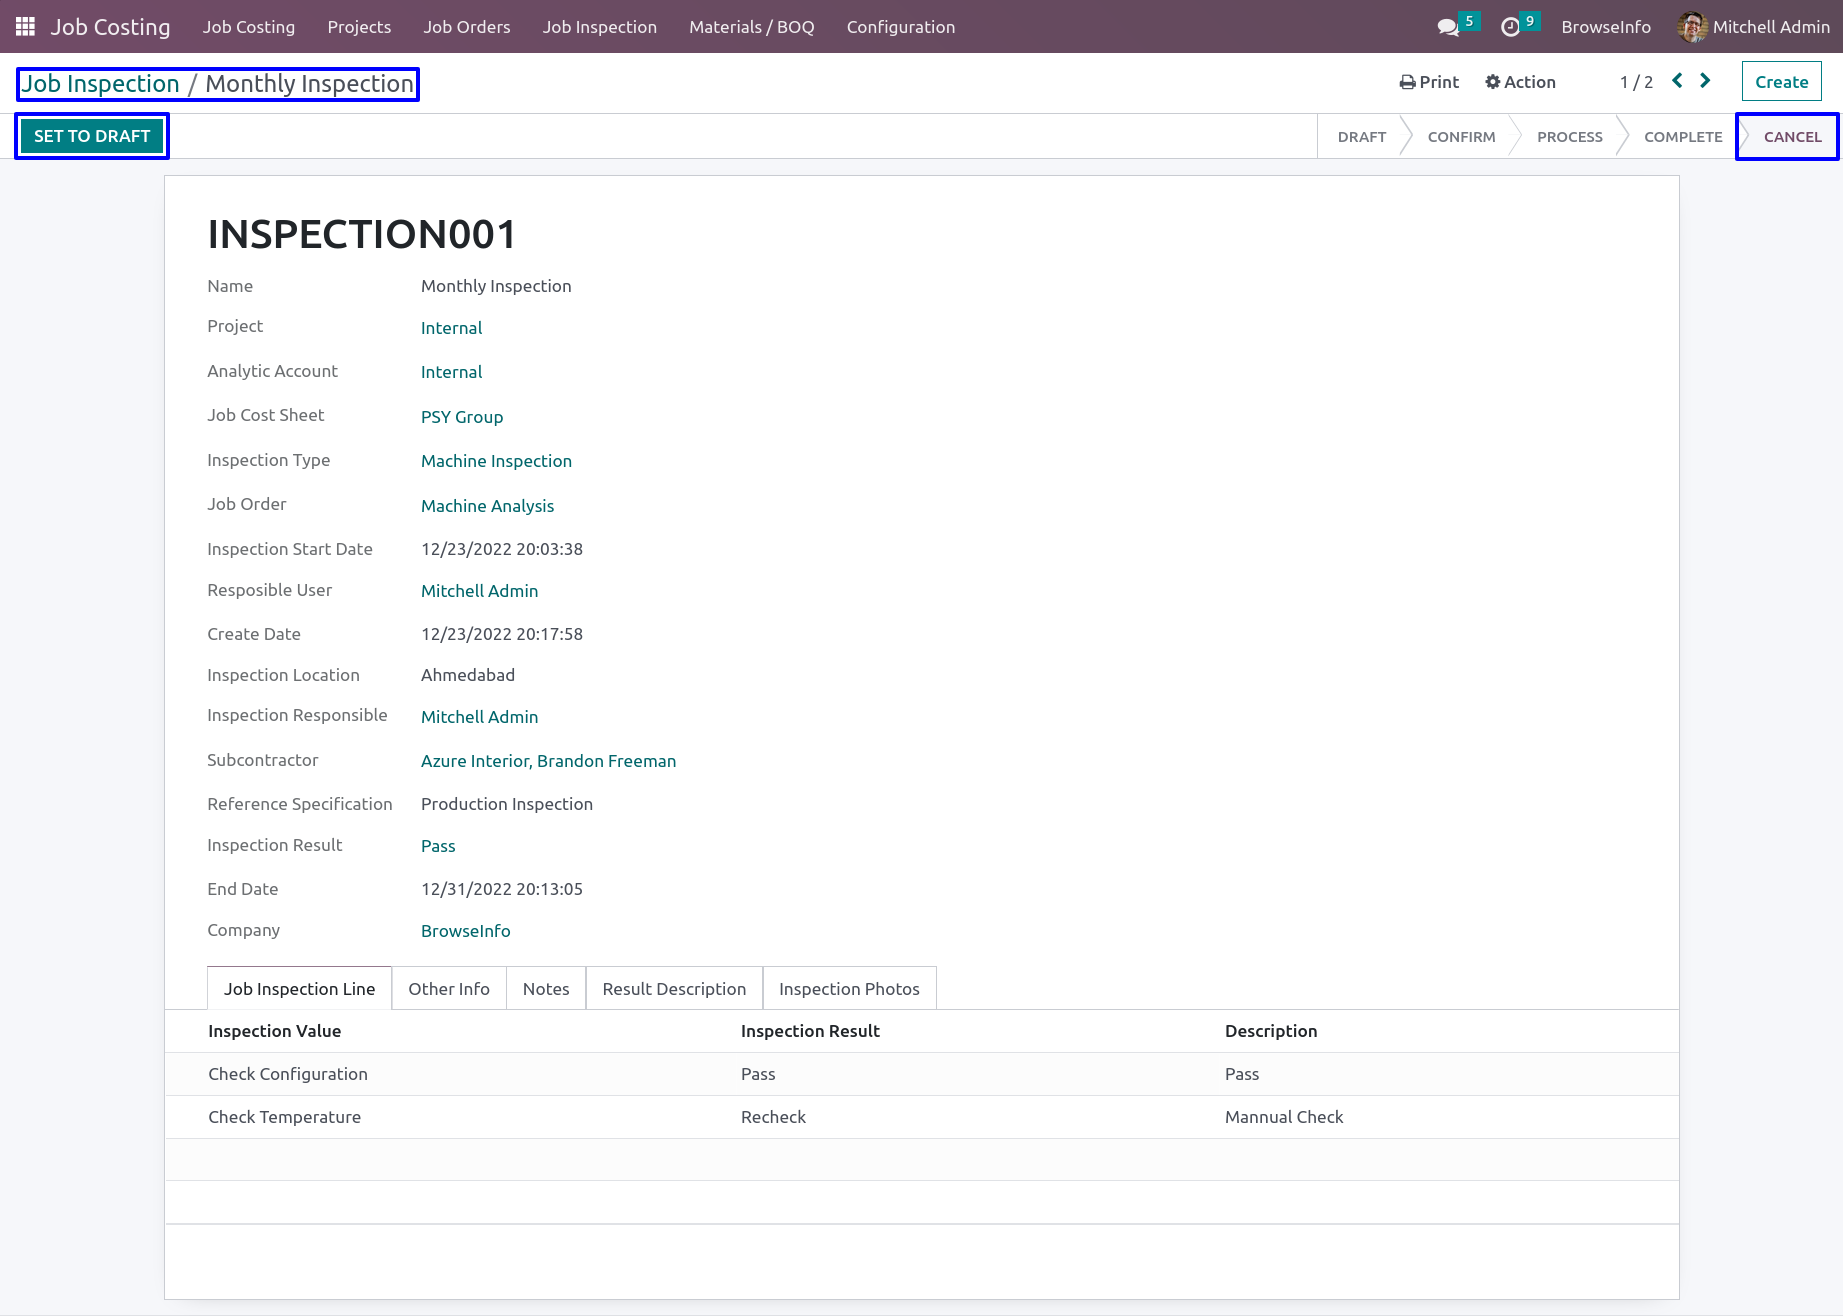 Job Costing Job Costing Projects Job Orders Job Inspection Materials / BOQ Configuration 5 9 BrowseInfo Mitchell Admin
Job Inspection / Monthly Inspection Print Action 1 / 2 Create
SET TO DRAFT DRAFT CONFIRM PROCESS COMPLETE CANCEL
INSPECTION001
Name Monthly Inspection
Project Internal
Analytic Account Internal
Job Cost Sheet PSY Group
Inspection Type Machine Inspection
Job Order Machine Analysis
Inspection Start Date 12/23/2022 20:03:38
Resposible User Mitchell Admin
Create Date 12/23/2022 20:17:58
Inspection Location Ahmedabad
Inspection Responsible Mitchell Admin
Subcontractor Azure Interior, Brandon Freeman
Reference Specification Production Inspection
Inspection Result Pass
End Date 12/31/2022 20:13:05
Company BrowseInfo
Job Inspection Line Other Info Notes Result Description Inspection Photos
Inspection Value Inspection Result Description
Check Configuration Pass Pass
Check Temperature Recheck Mannual Check